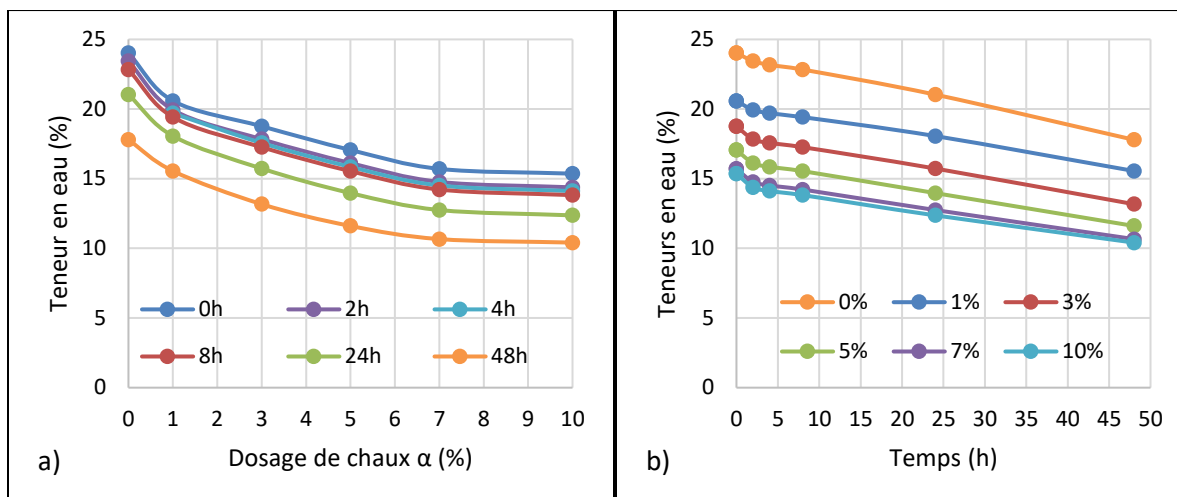 25
20
15
10
5
0
Teneur en eau (%)
0h 2h 4h
8h 24h 48h
0 1 2 3 4 5 6 7 8 9 10
a) Dosage de chaux α (%)
25
20
15
10
5
0
Teneurs en eau (%)
0% 1% 3%
5% 7% 10%
0 5 10 15 20 25 30 35 40 45 50
b) Temps (h)